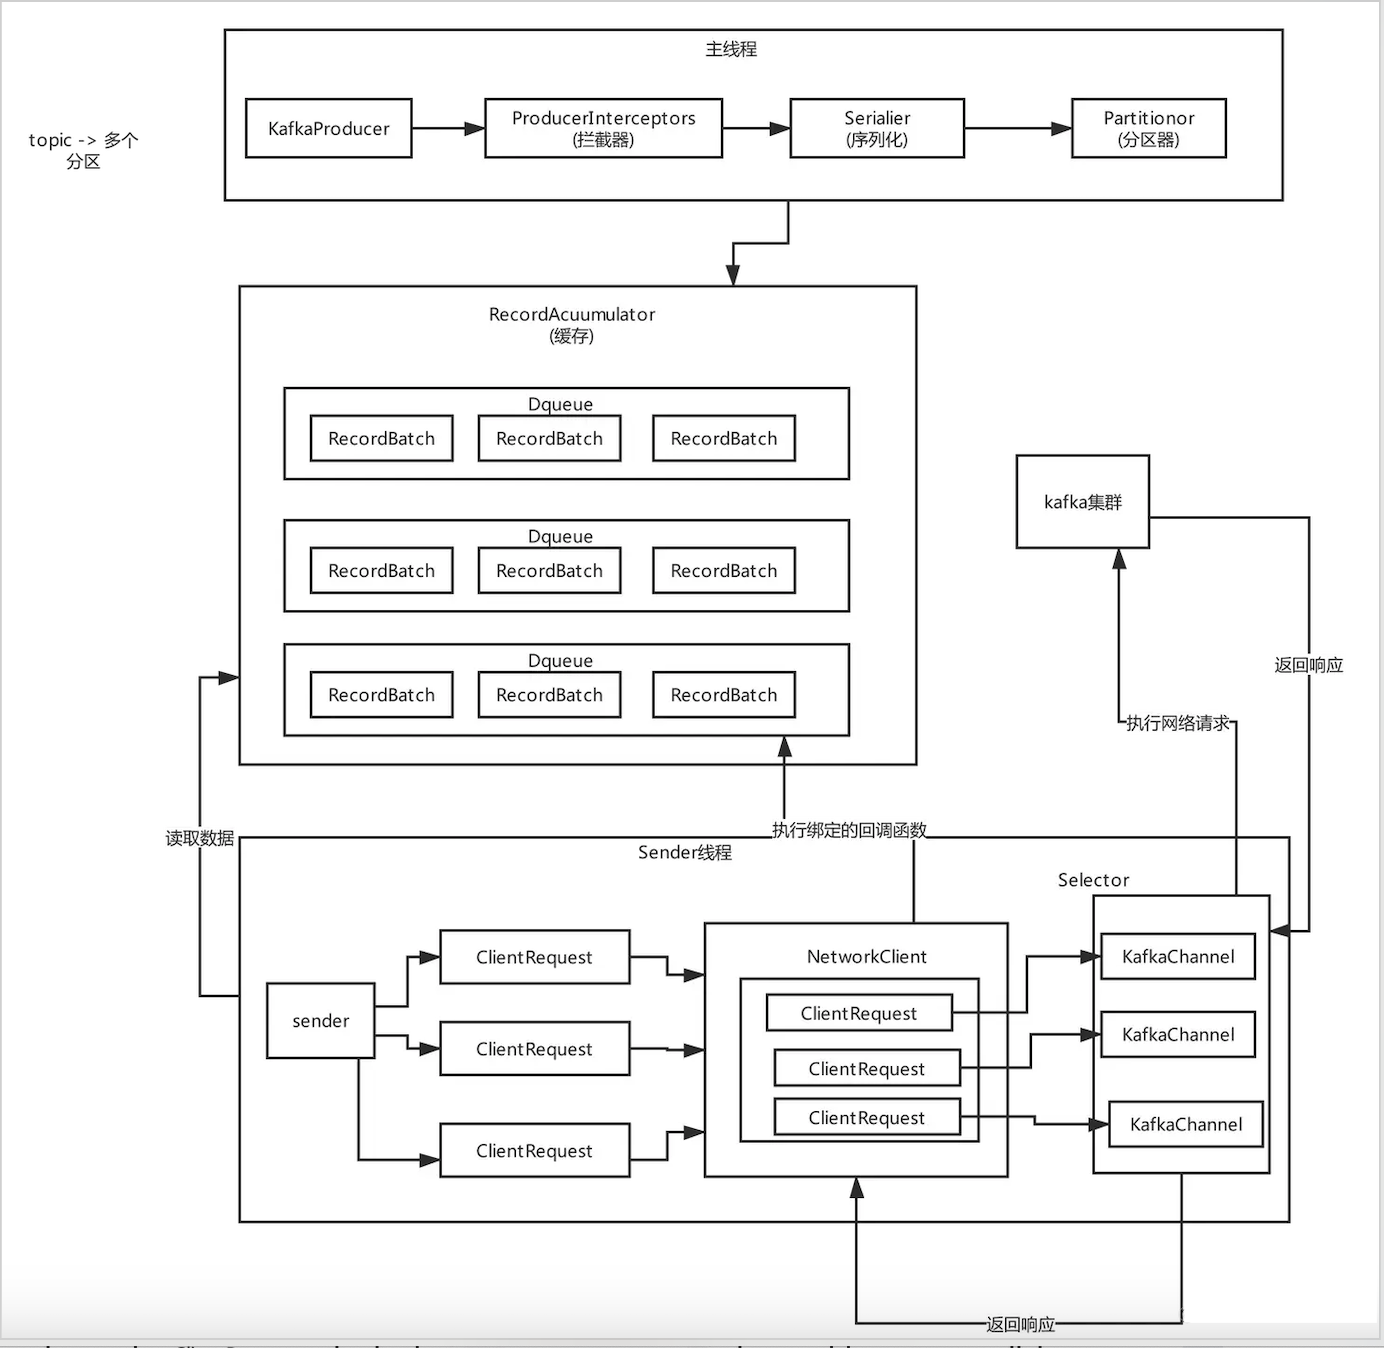 主线程
KafkaProducer
ProducerInterceptors
(拦截器)
Serialier
(序列化)
Partitionor
(分区器)
topic -> 多个
分区
RecordAcuumulator
(缓存)
Dqueue
RecordBatch
RecordBatch
RecordBatch
Dqueue
RecordBatch
RecordBatch
RecordBatch
Dqueue
RecordBatch
RecordBatch
RecordBatch
kafka集群
返回响应
执行网络请求
读取数据
执行绑定的回调函数
Sender线程
Selector
sender
ClientRequest
ClientRequest
ClientRequest
NetworkClient
ClientRequest
ClientRequest
ClientRequest
KafkaChannel
KafkaChannel
KafkaChannel
返回响应